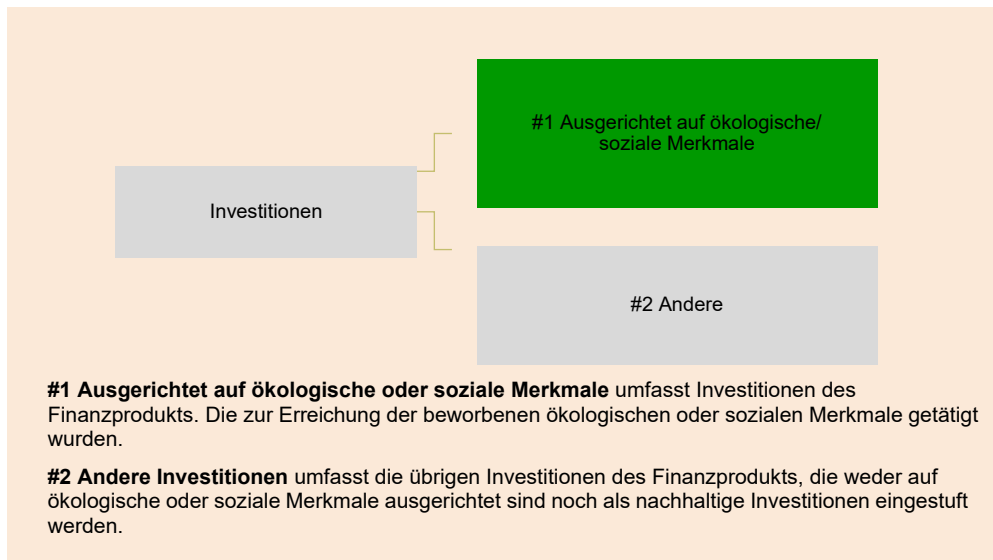 #1 Ausgerichtet auf ökologische/
soziale Merkmale
Investitionen
#2 Andere
#1 Ausgerichtet auf ökologische oder soziale Merkmale umfasst Investitionen des
Finanzprodukts. Die zur Erreichung der beworbenen ökologischen oder sozialen Merkmale getätigt
wurden.
#2 Andere Investitionen umfasst die übrigen Investitionen des Finanzprodukts, die weder auf
ökologische oder soziale Merkmale ausgerichtet sind noch als nachhaltige Investitionen eingestuft
werden.